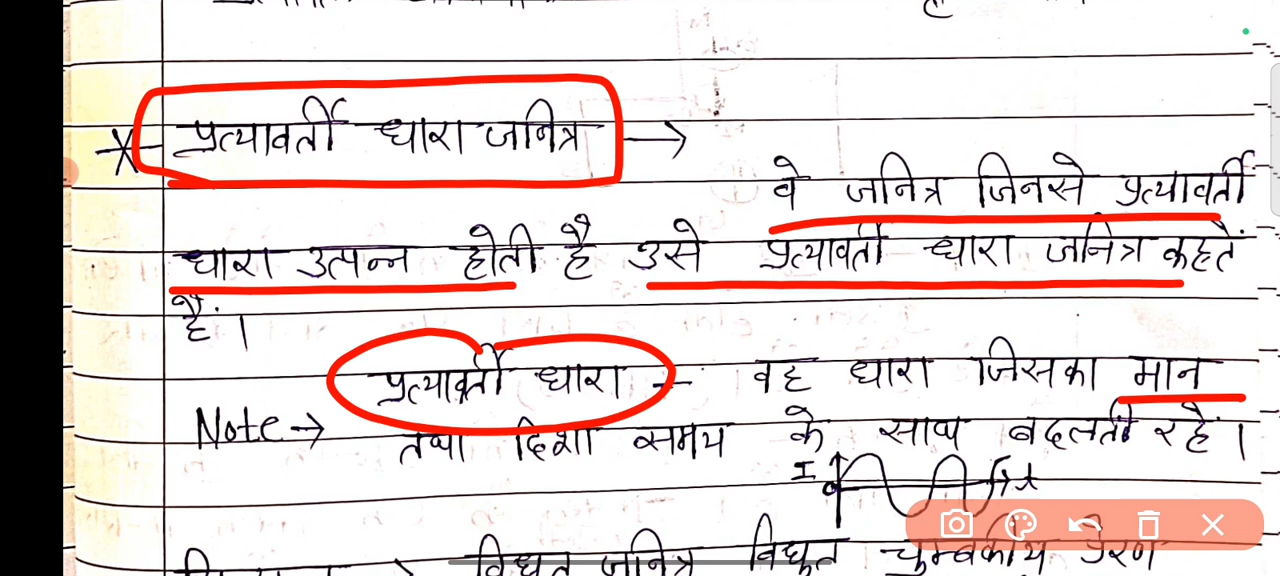 * प्रत्यावर्ती धारा जनित्र →
वे जनित्र जिनसे प्रत्यावर्ती
धारा उत्पन्न होती है उसे प्रत्यावर्ती धारा जनित्र कहते
हैं।
प्रत्यावर्ती धारा - वह धारा जिसका मान
Note → तथा दिशा समय के साथ बदलती रहे।
I 0 t
विद्युत जनित्र विद्युत चुम्बकीय प्रेरण